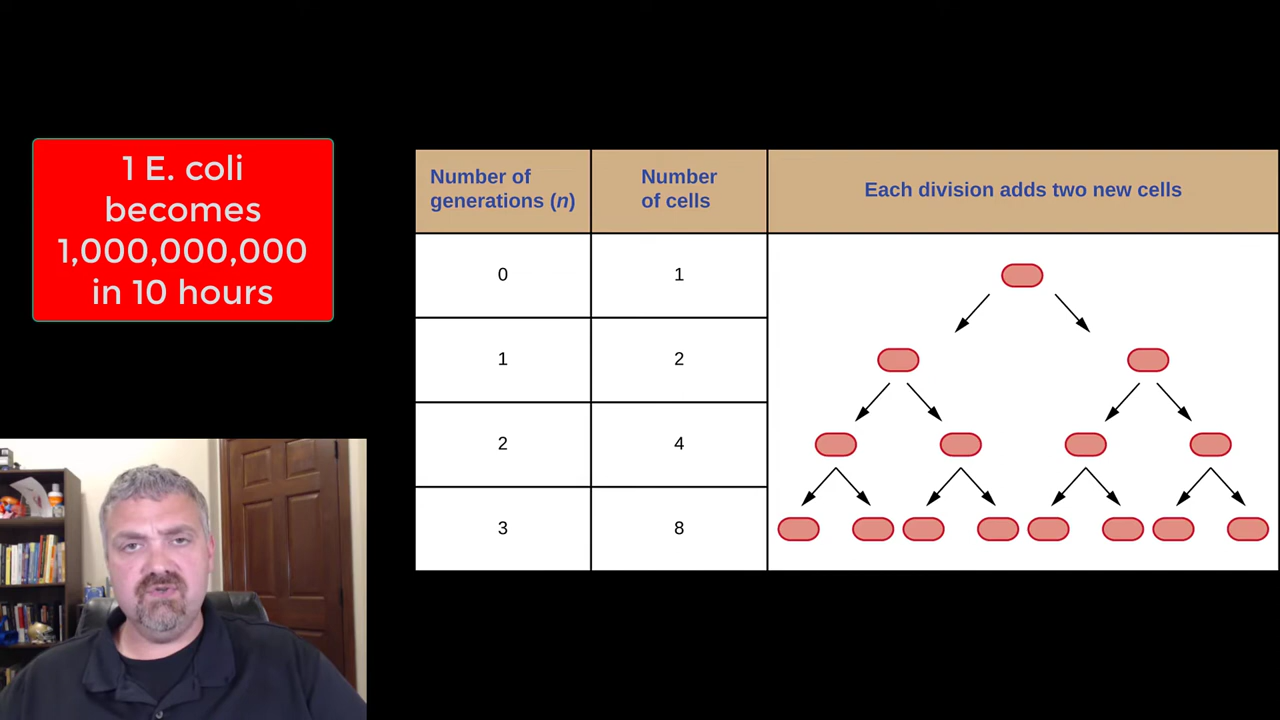 1 E. coli
becomes
1,000,000,000
in 10 hours
Number of
generations (n)
Number
of cells
Each division adds two new cells
0
1
1
2
2
4
3
8